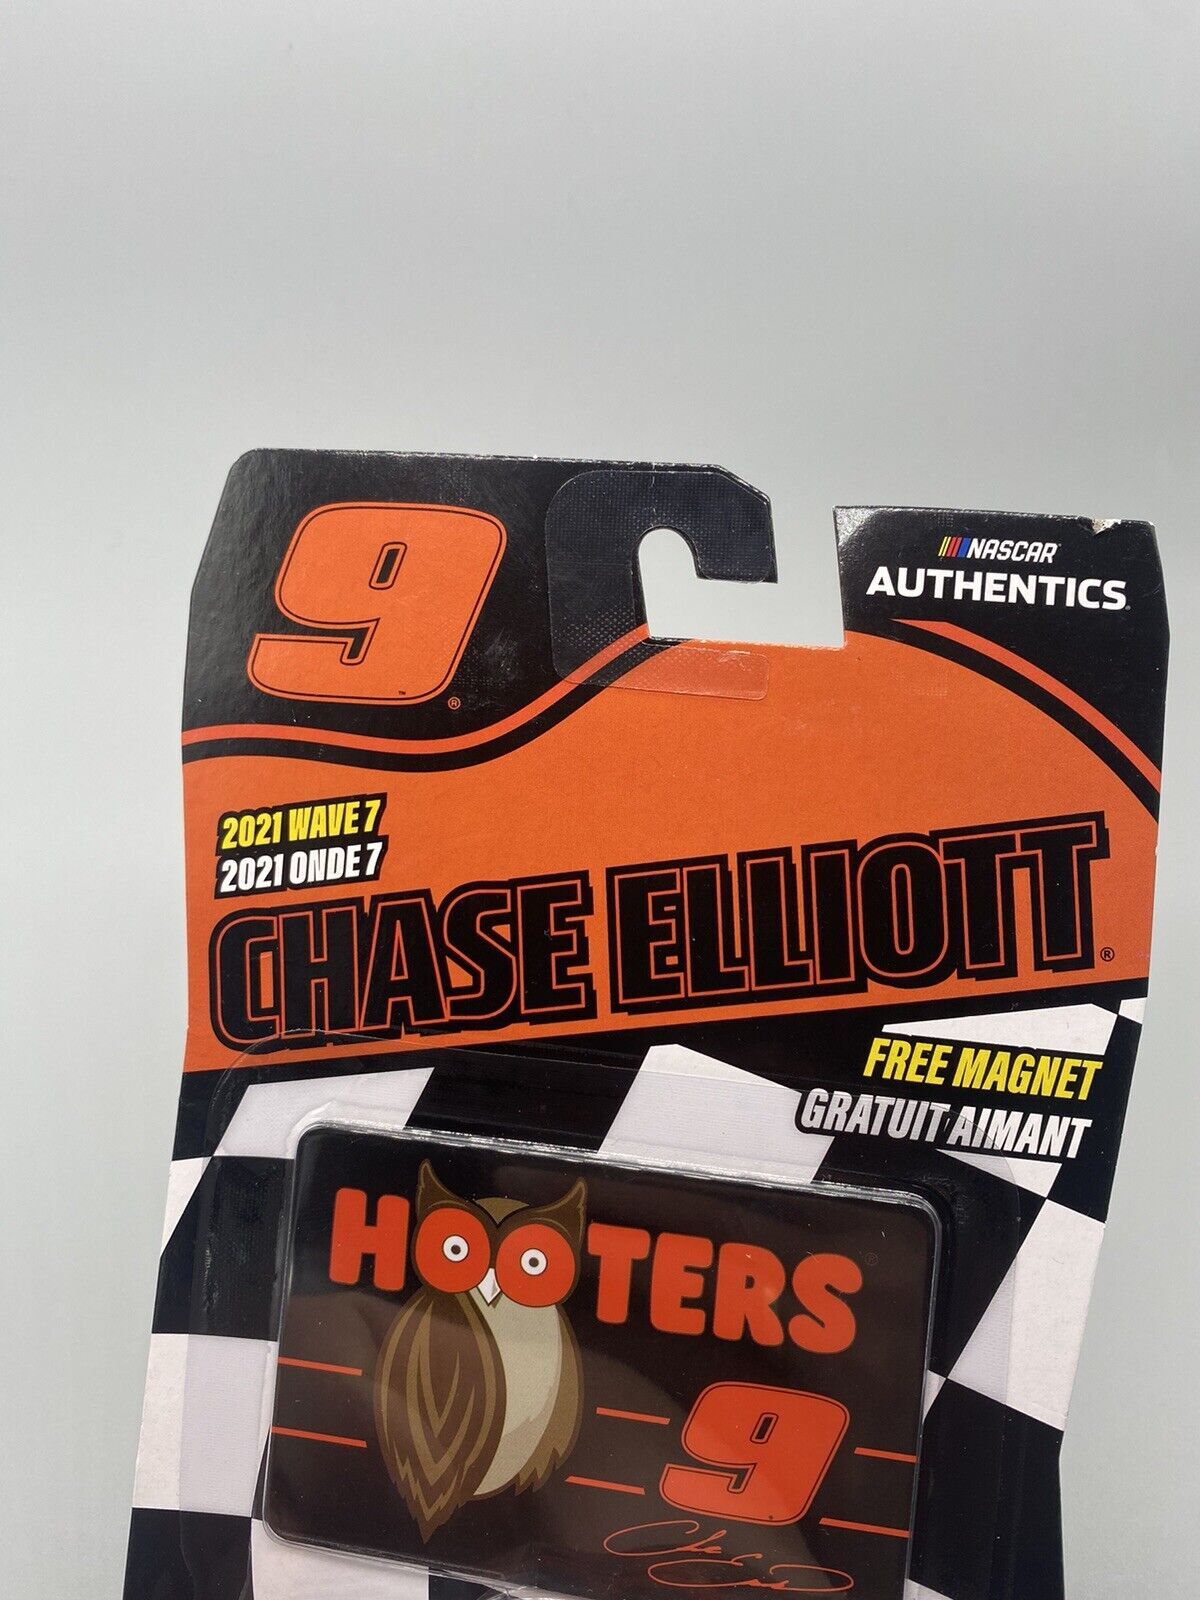 9
NASCAR
AUTHENTICS
2021 WAVE 7
2021 ONDE 7
CHASE ELLIOTT
FREE MAGNET
GRATUIT AIMANT
HOOTERS
9